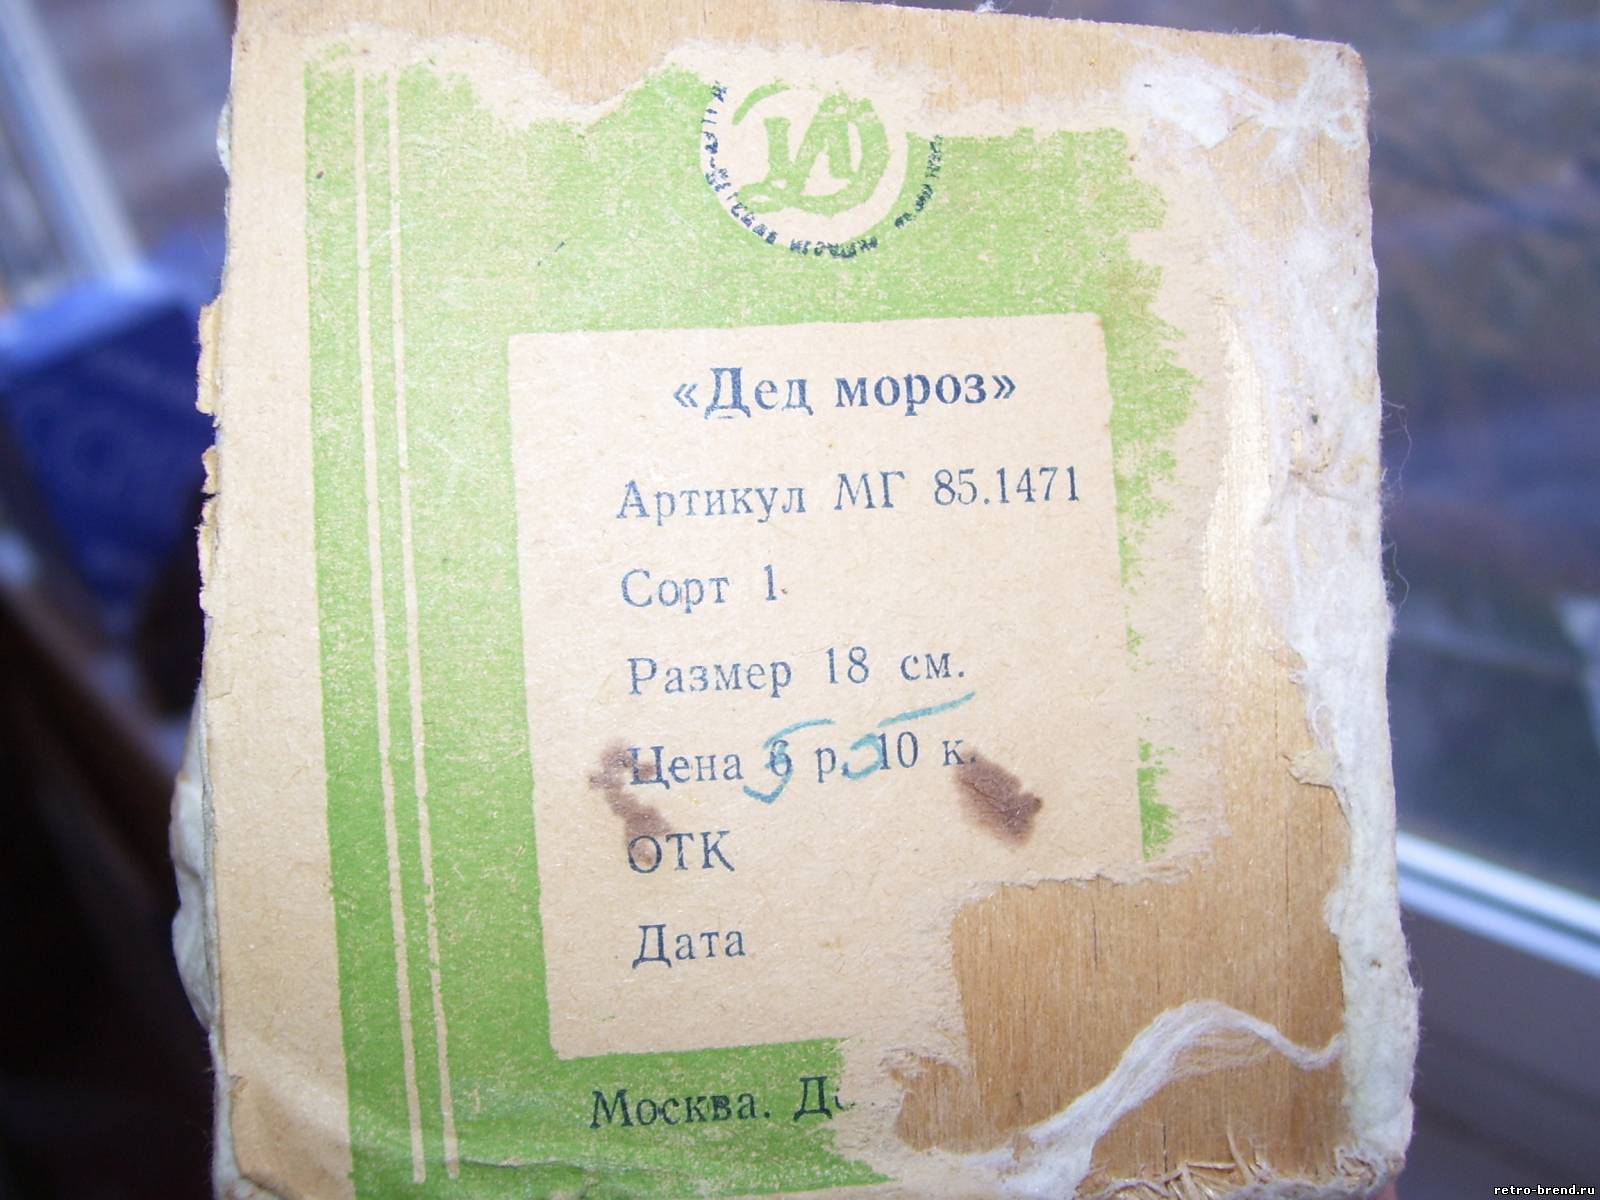 «Дед мороз»
Артикул МГ 85.1471
Сорт 1.
Размер 18 см.
Цена 6 р. 10 к.
ОТК
Дата
Москва.
retro-brend.ru